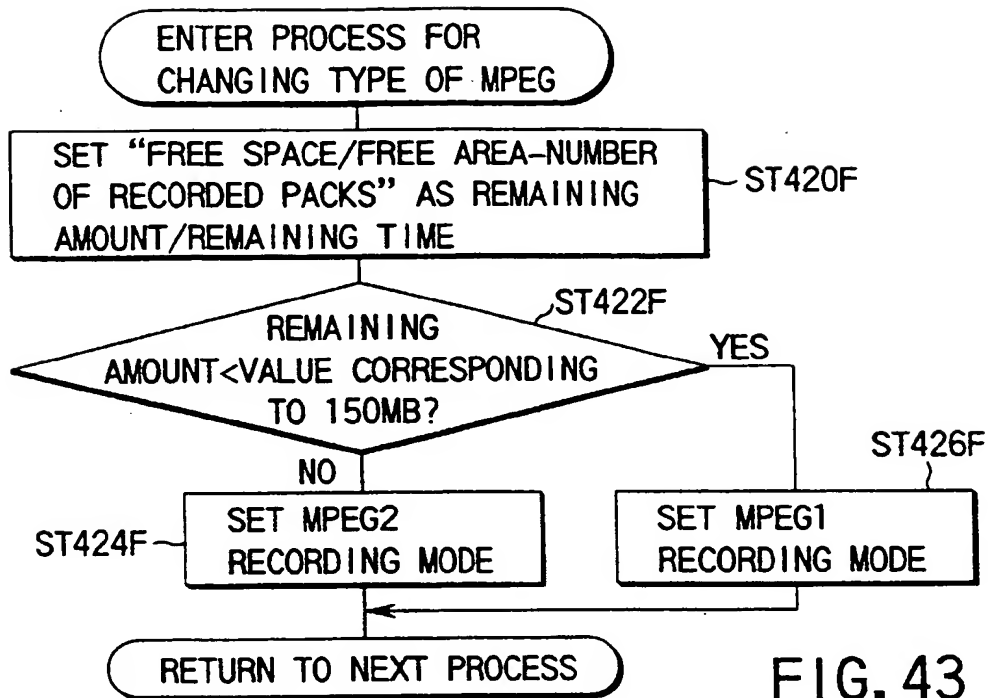 ENTER PROCESS FOR
CHANGING TYPE OF MPEG
SET “FREE SPACE/FREE AREA-NUMBER
OF RECORDED PACKS” AS REMAINING
AMOUNT/REMAINING TIME
ST420F
ST422F
REMAINING
AMOUNT<VALUE CORRESPONDING
TO 150MB?
YES
NO
ST426F
ST424F
SET MPEG2
RECORDING MODE
SET MPEG1
RECORDING MODE
RETURN TO NEXT PROCESS
FIG. 43